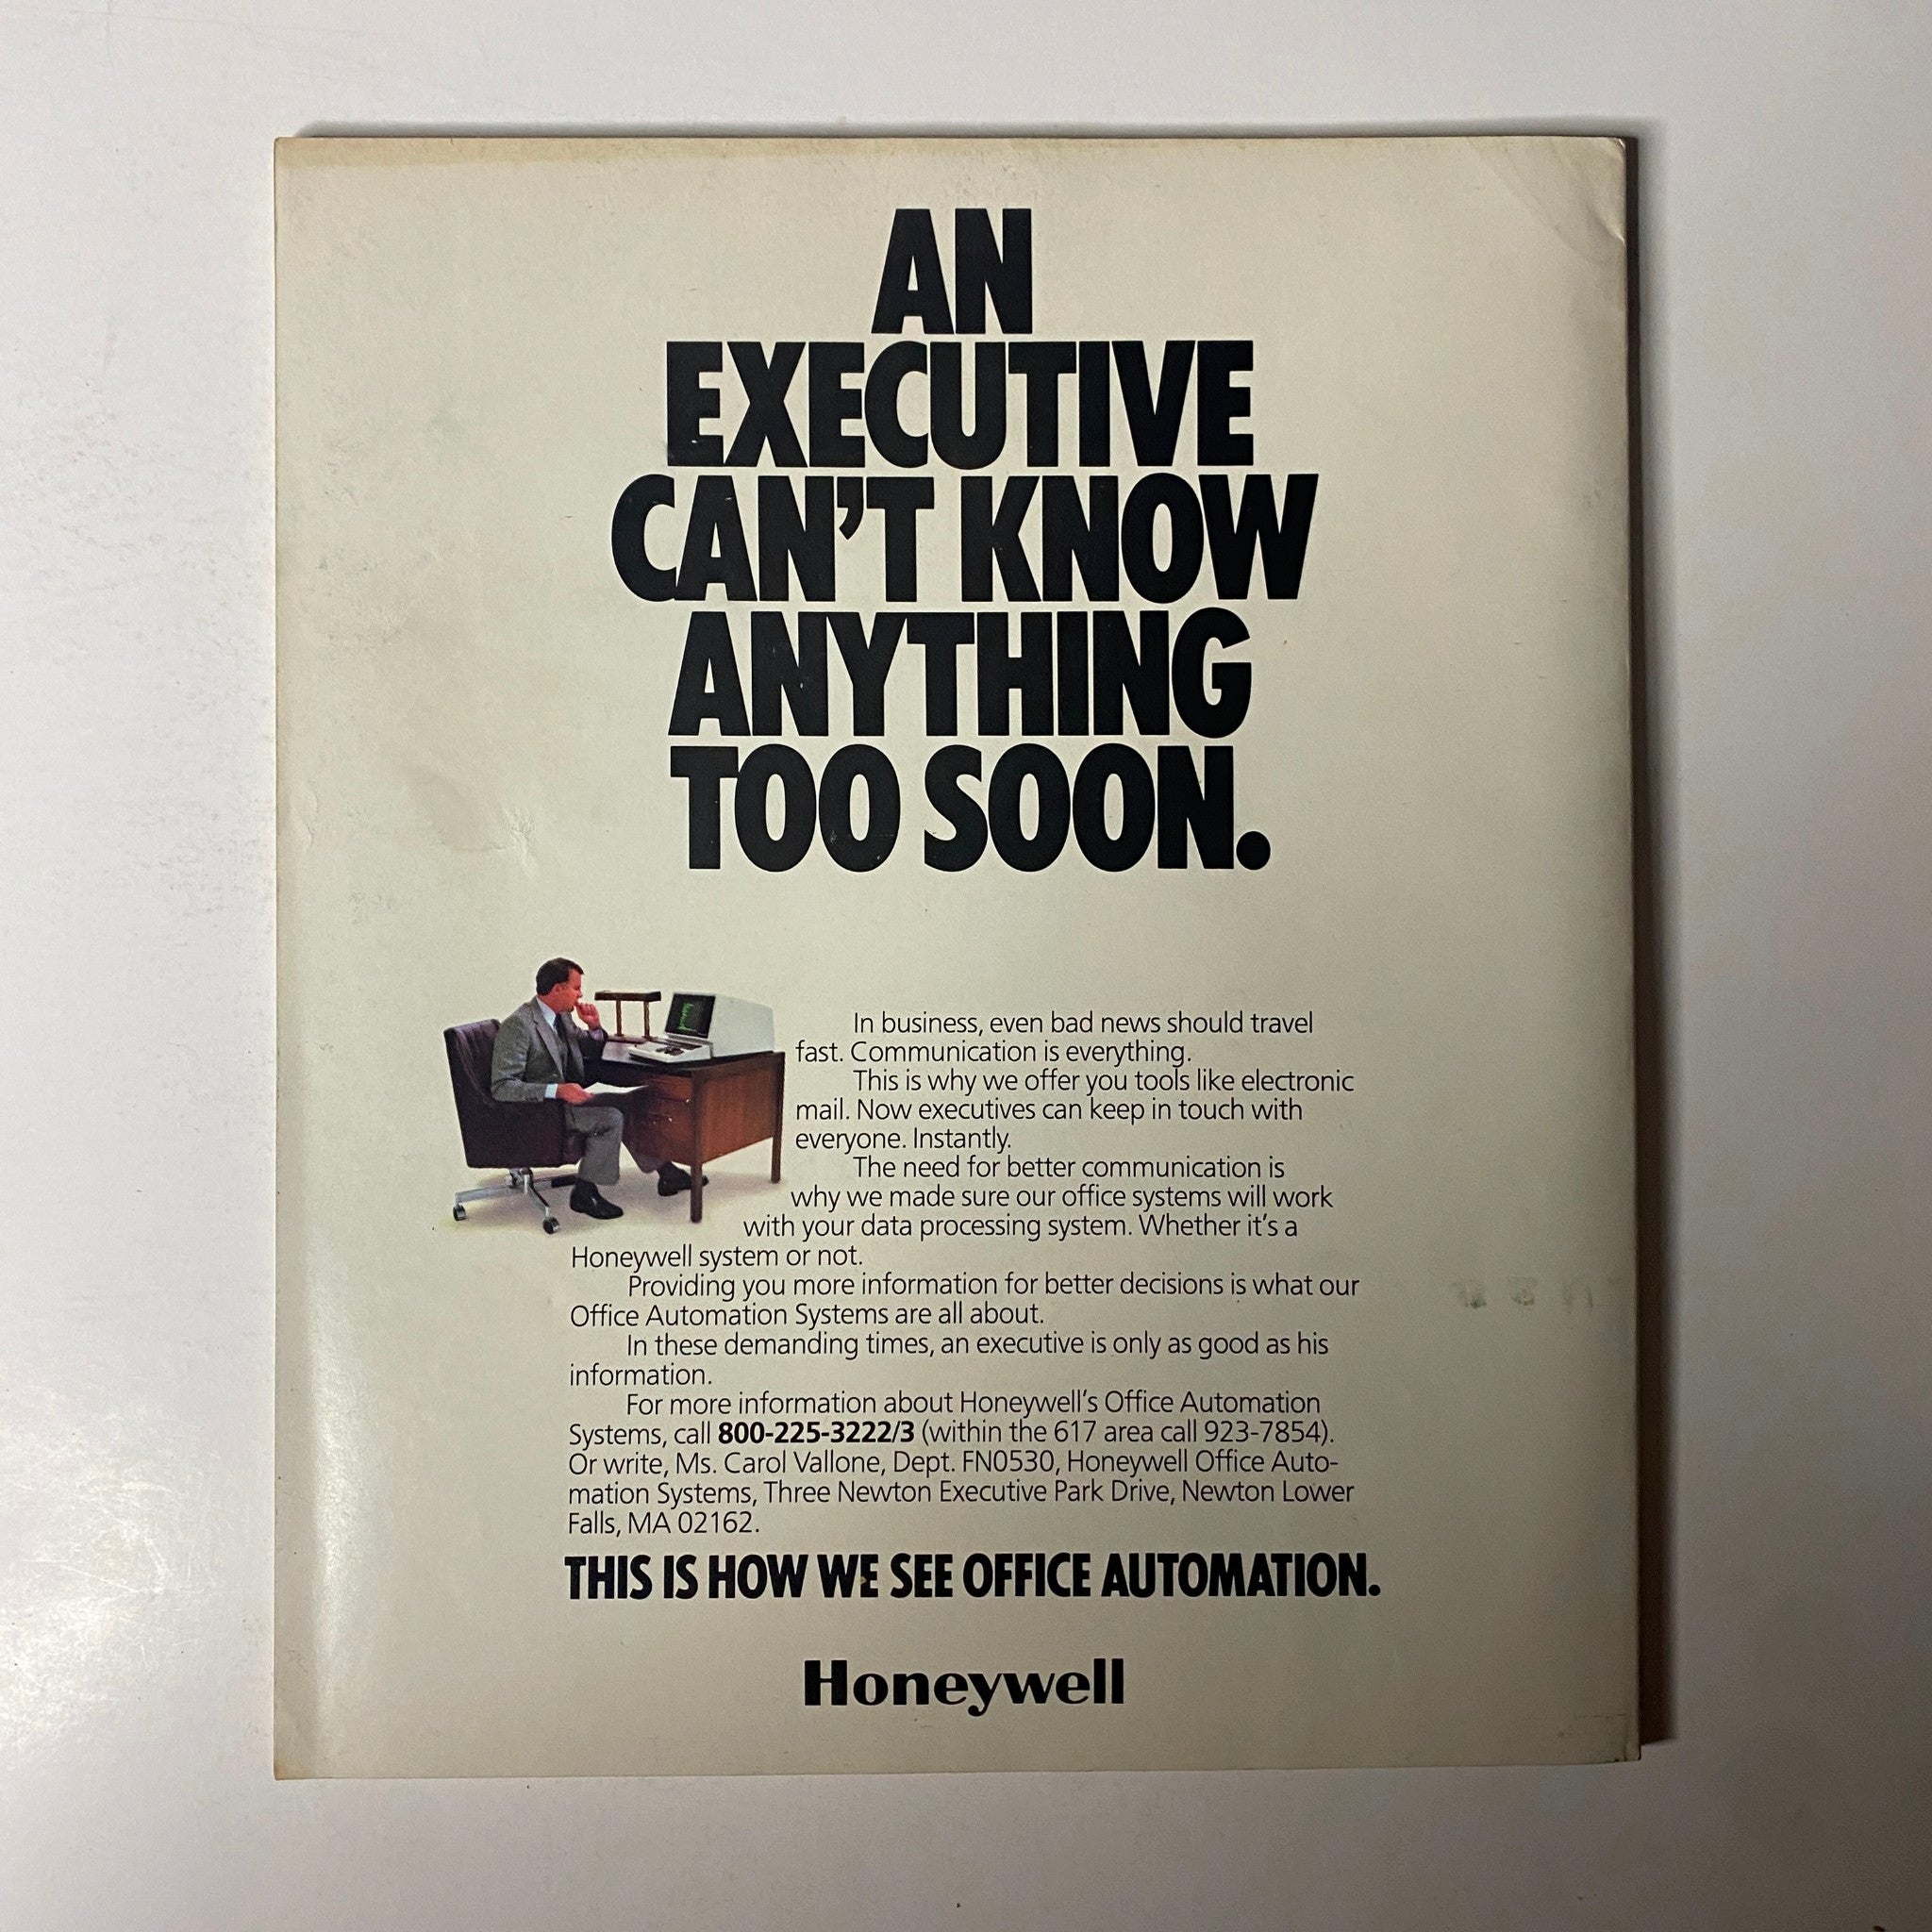 AN
EXECUTIVE
CAN'T KNOW
ANYTHING
TOO SOON.
In business, even bad news should travel
fast. Communication is everything.
This is why we offer you tools like electronic
mail. Now executives can keep in touch with
everyone. Instantly.
The need for better communication is
why we made sure our office systems will work
with your data processing system. Whether it's a
Honeywell system or not.
Providing you more information for better decisions is what our
Office Automation Systems are all about.
In these demanding times, an executive is only as good as his
information.
For more information about Honeywell's Office Automation
Systems, call 800-225-3222/3 (within the 617 area call 923-7854).
Or write, Ms. Carol Vallone, Dept. FN0530, Honeywell Office Auto-
mation Systems, Three Newton Executive Park Drive, Newton Lower
Falls, MA 02162.
THIS IS HOW WE SEE OFFICE AUTOMATION.
Honeywell